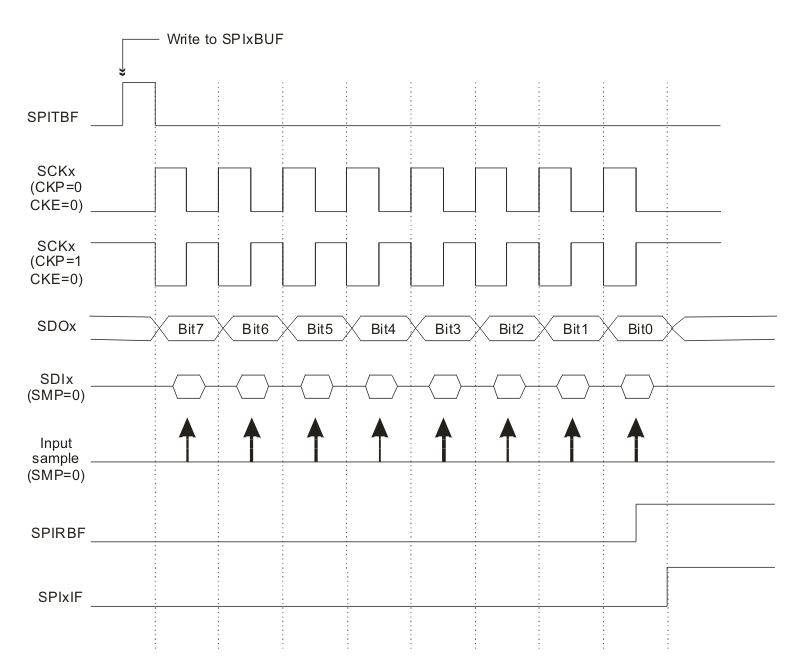 Write to SPIxBUF
SPITBF
SCKx
(CKP=0
CKE=0)
SCKx
(CKP=1
CKE=0)
SDOx
Bit7 Bit6 Bit5 Bit4 Bit3 Bit2 Bit1 Bit0
SDIx
(SMP=0)
Input
sample
(SMP=0)
SPIRBF
SPIxIF